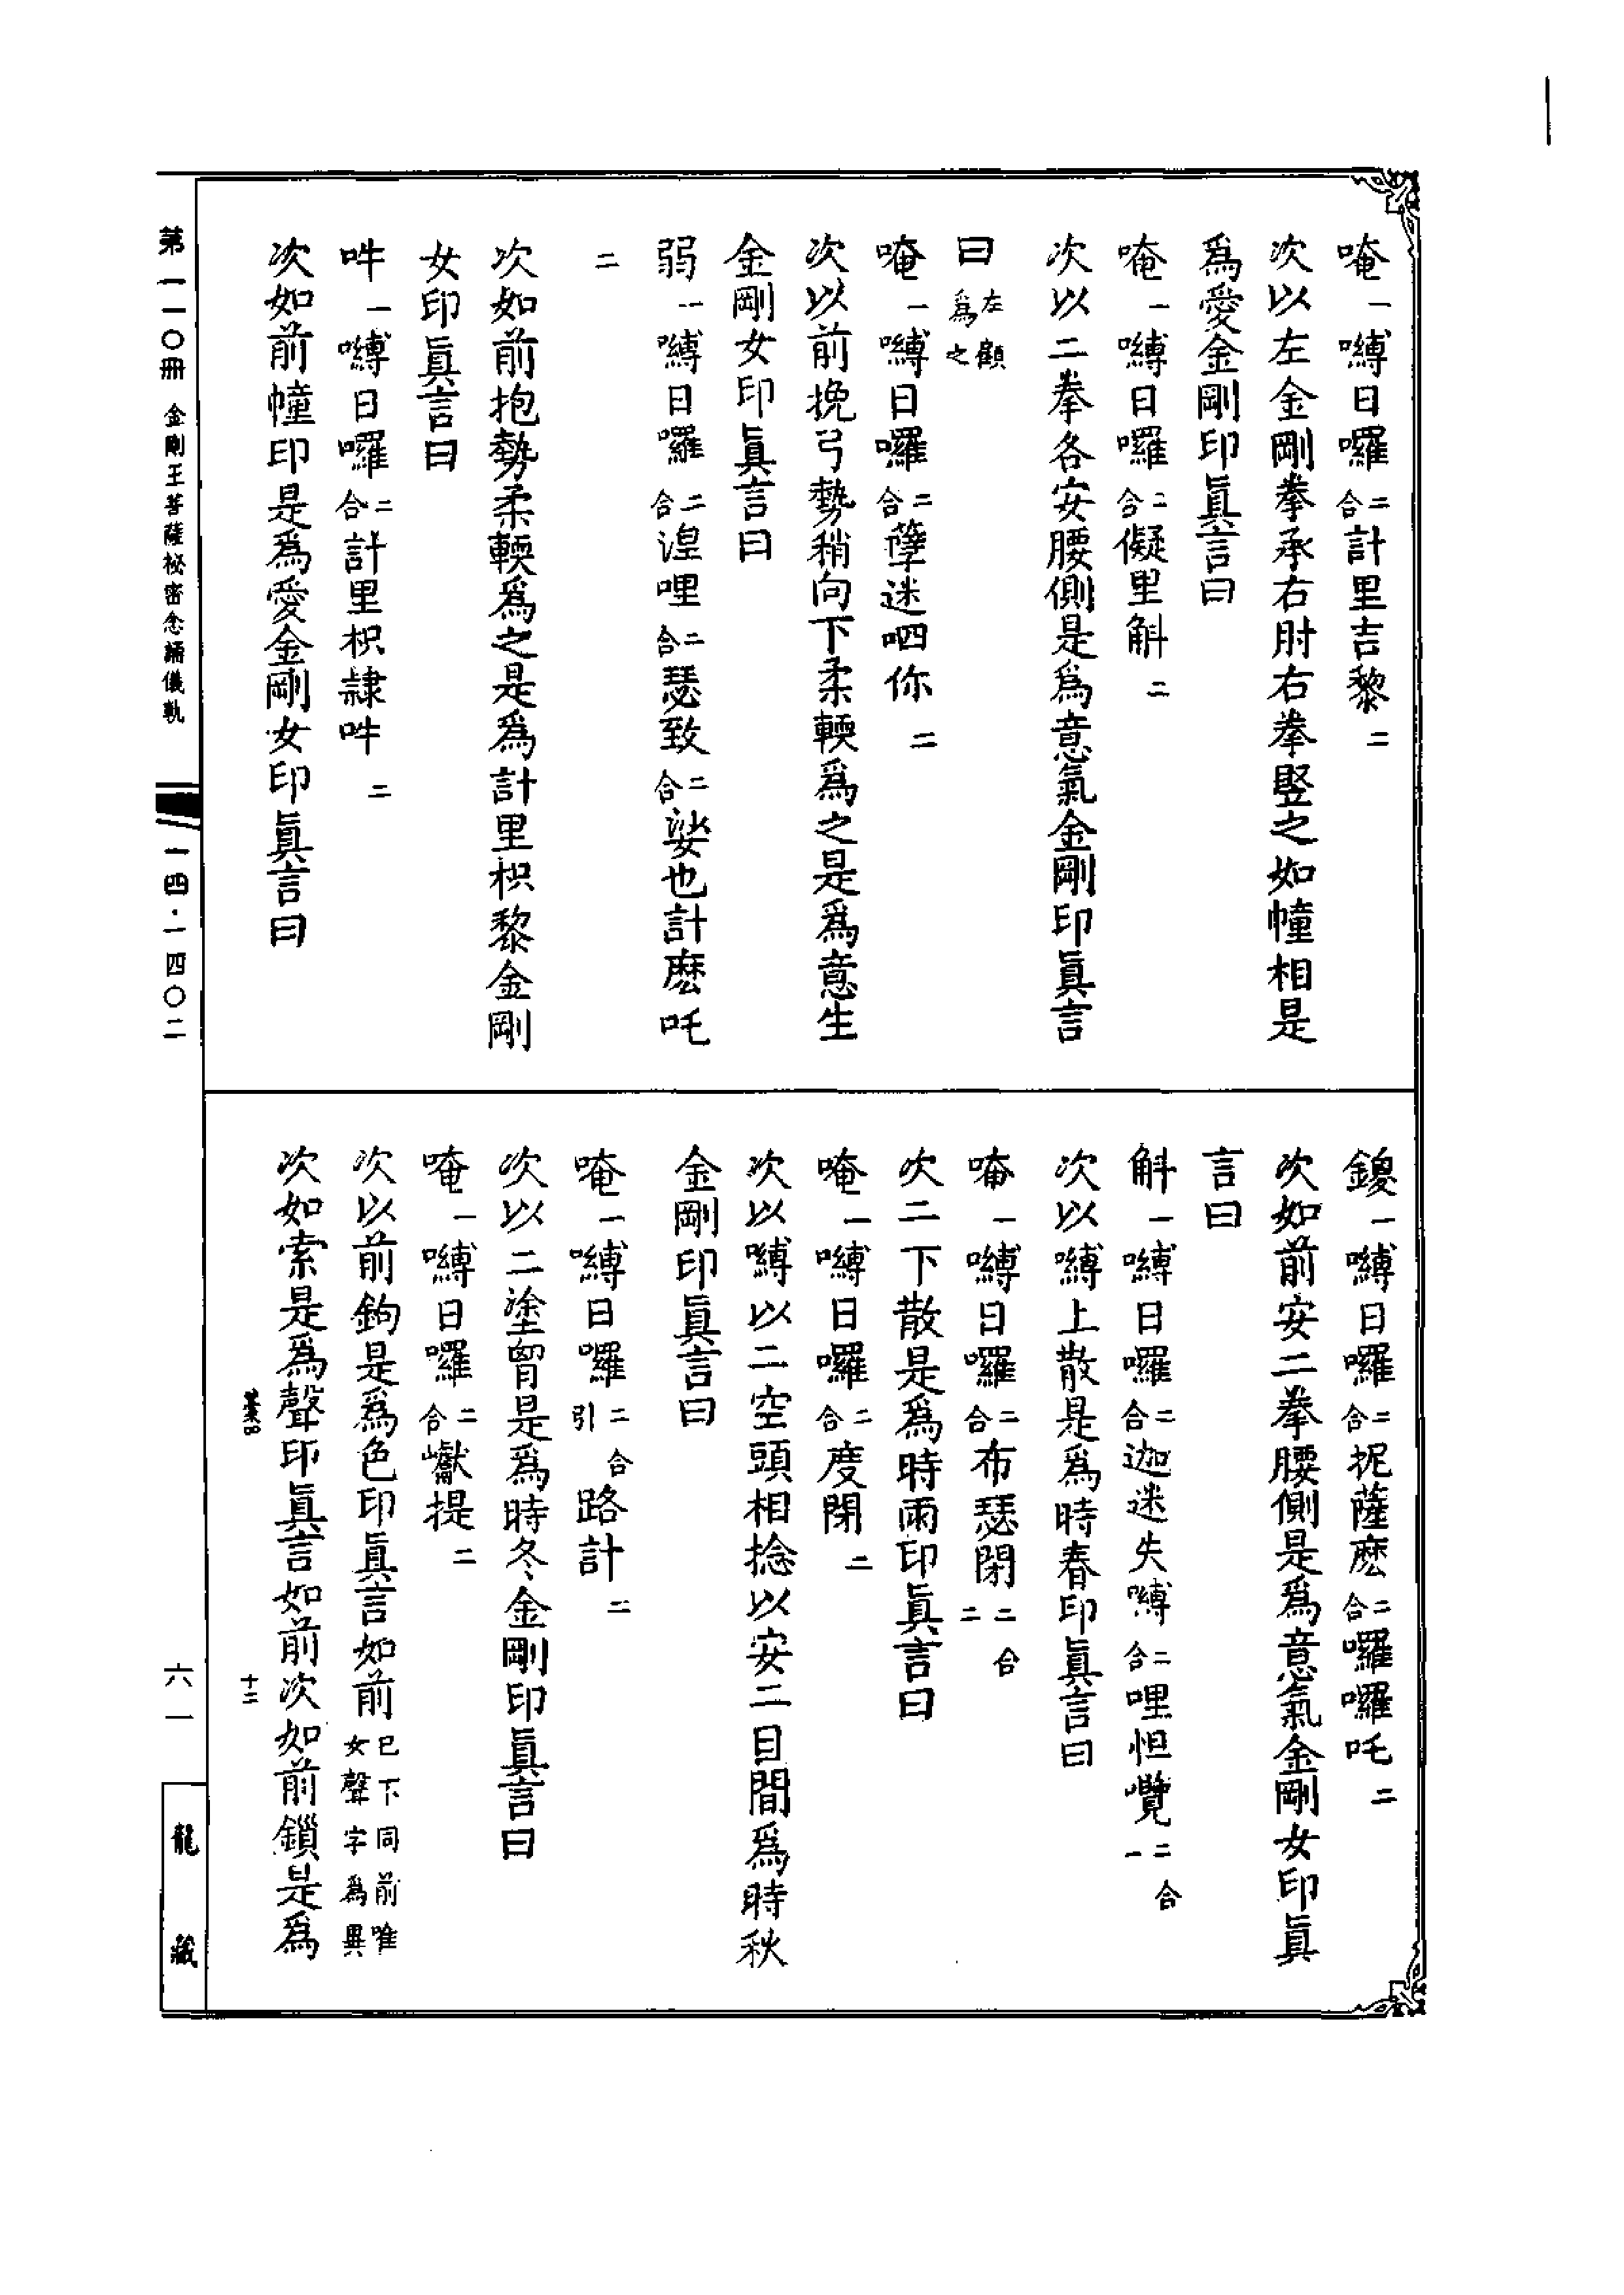 唵一嚩日囉二合計里吉黎二
次以左金剛拳承右肘右拳竪之如幢相是
爲愛金剛印眞言曰
唵一嚩日囉二合儗里斛二
次以二拳各安腰側是爲意氣金剛印眞言
曰左顧爲之
唵一嚩日囉二合孽迷呬你二
次以前挽弓勢稍向下柔輭爲之是爲意生
金剛女印眞言曰
弱一嚩日囉二合湟哩二合瑟致二合娑也計麽吒
二
次如前抱勢柔輭爲之是爲計里枳黎金剛
女印眞言曰
吽一嚩日囉二合計里枳隸吽二
次如前幢印是爲愛金剛女印眞言曰
鑁一嚩日囉二合抳薩麽二合囉囉吒二
次如前安二拳腰側是爲意氣金剛女印眞
言曰
斛一嚩日囉二合迦迷失嚩二合哩怛囕二合一
次以嚩上散是爲時春印眞言曰
唵一嚩日囉二合布瑟閉二合二
次二下散是爲時雨印眞言曰
唵一嚩日囉二合度閉二
次以嚩以二空頭相捻以安二目間爲時秋
金剛印眞言曰
唵一嚩日囉二合引路計二
次以二塗胷是爲時冬金剛印眞言曰
唵一嚩日囉二合巘提二
次以前鉤是爲色印眞言如前已下同前唯女聲字爲異
次如索是爲聲印眞言如前次如前鎖是爲
十二
第一一〇冊 金剛王菩薩祕密念誦儀軌
一四·一四〇二
六一
龍藏